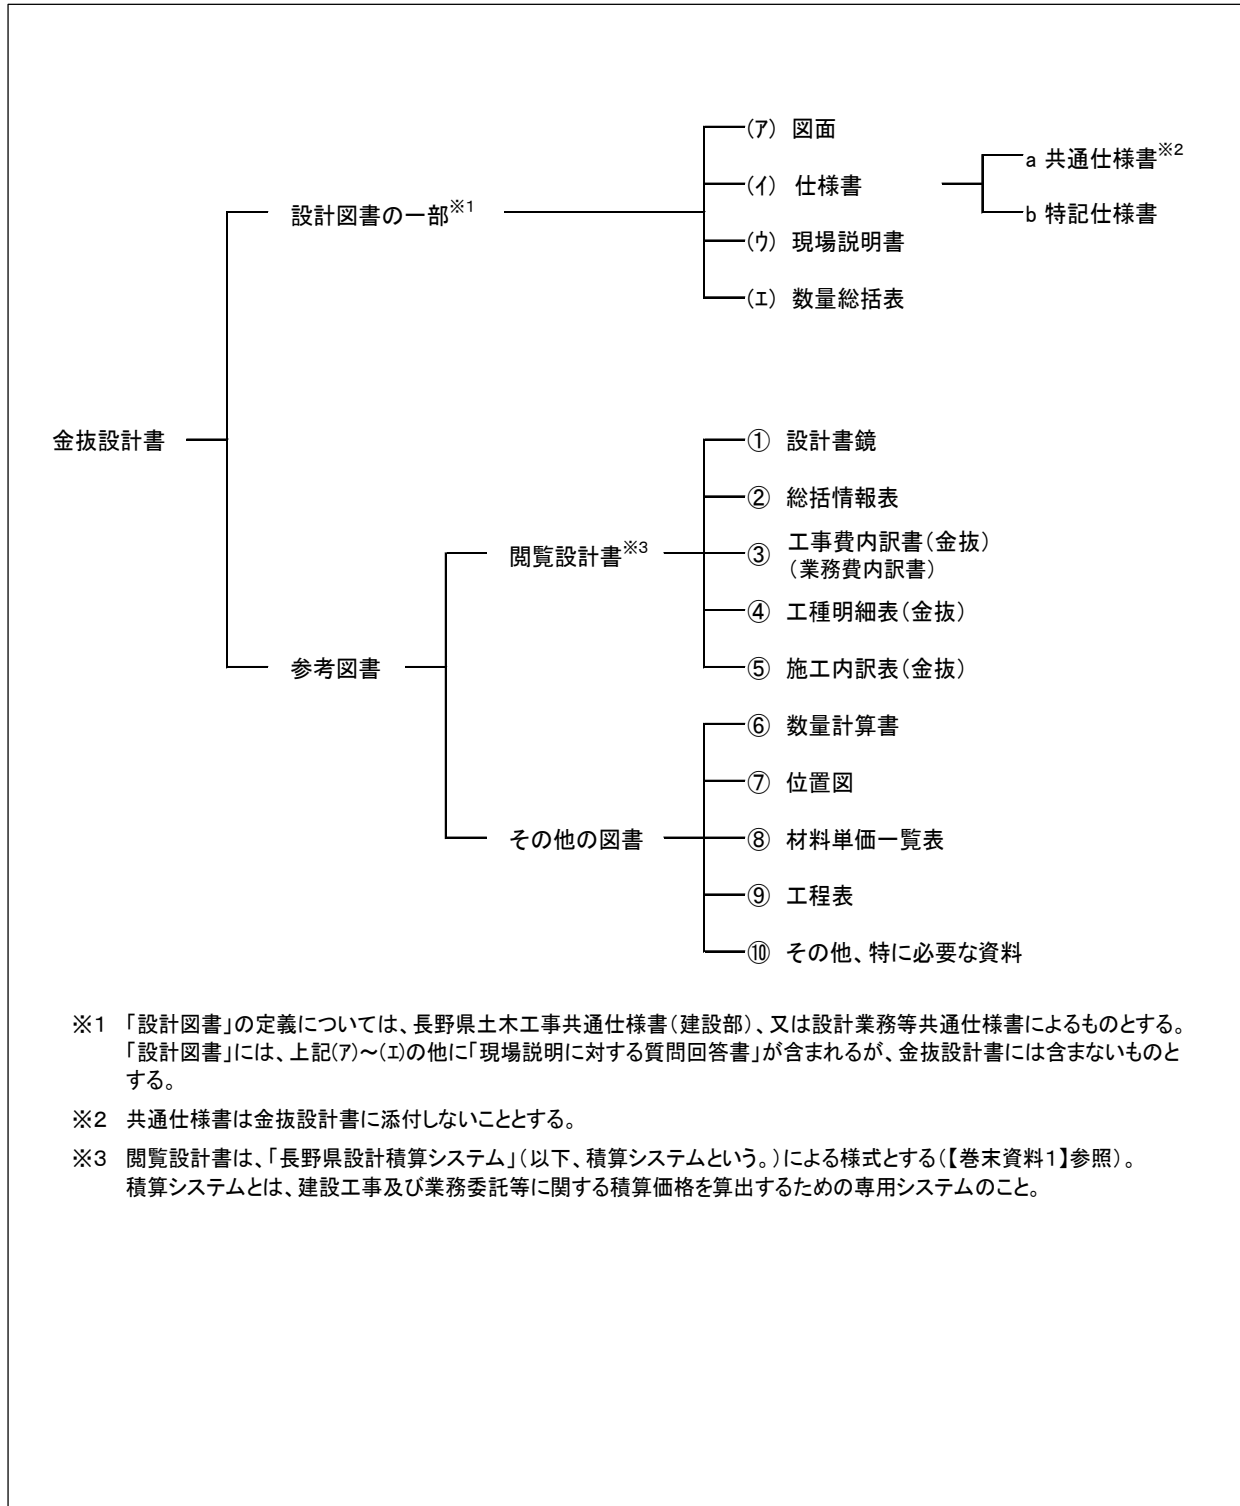 (ｱ) 図面
(ｲ) 仕様書
a 共通仕様書※2
b 特記仕様書
設計図書の一部※1
(ｳ) 現場説明書
(ｴ) 数量総括表
金抜設計書
① 設計書鏡
② 総括情報表
閲覧設計書※3
③ 工事費内訳書(金抜)
(業務費内訳書)
④ 工種明細表(金抜)
参考図書
⑤ 施工内訳表(金抜)
⑥ 数量計算書
⑦ 位置図
その他の図書
⑧ 材料単価一覧表
⑨ 工程表
⑩ その他、特に必要な資料
※1 「設計図書」の定義については、長野県土木工事共通仕様書(建設部)、又は設計業務等共通仕様書によるものとする。
「設計図書」には、上記(ｱ)～(ｴ)の他に「現場説明に対する質問回答書」が含まれるが、金抜設計書には含まないものと
する。
※2 共通仕様書は金抜設計書に添付しないこととする。
※3 閲覧設計書は、「長野県設計積算システム」(以下、積算システムという。)による様式とする(【巻末資料1】参照)。
積算システムとは、建設工事及び業務委託等に関する積算価格を算出するための専用システムのこと。